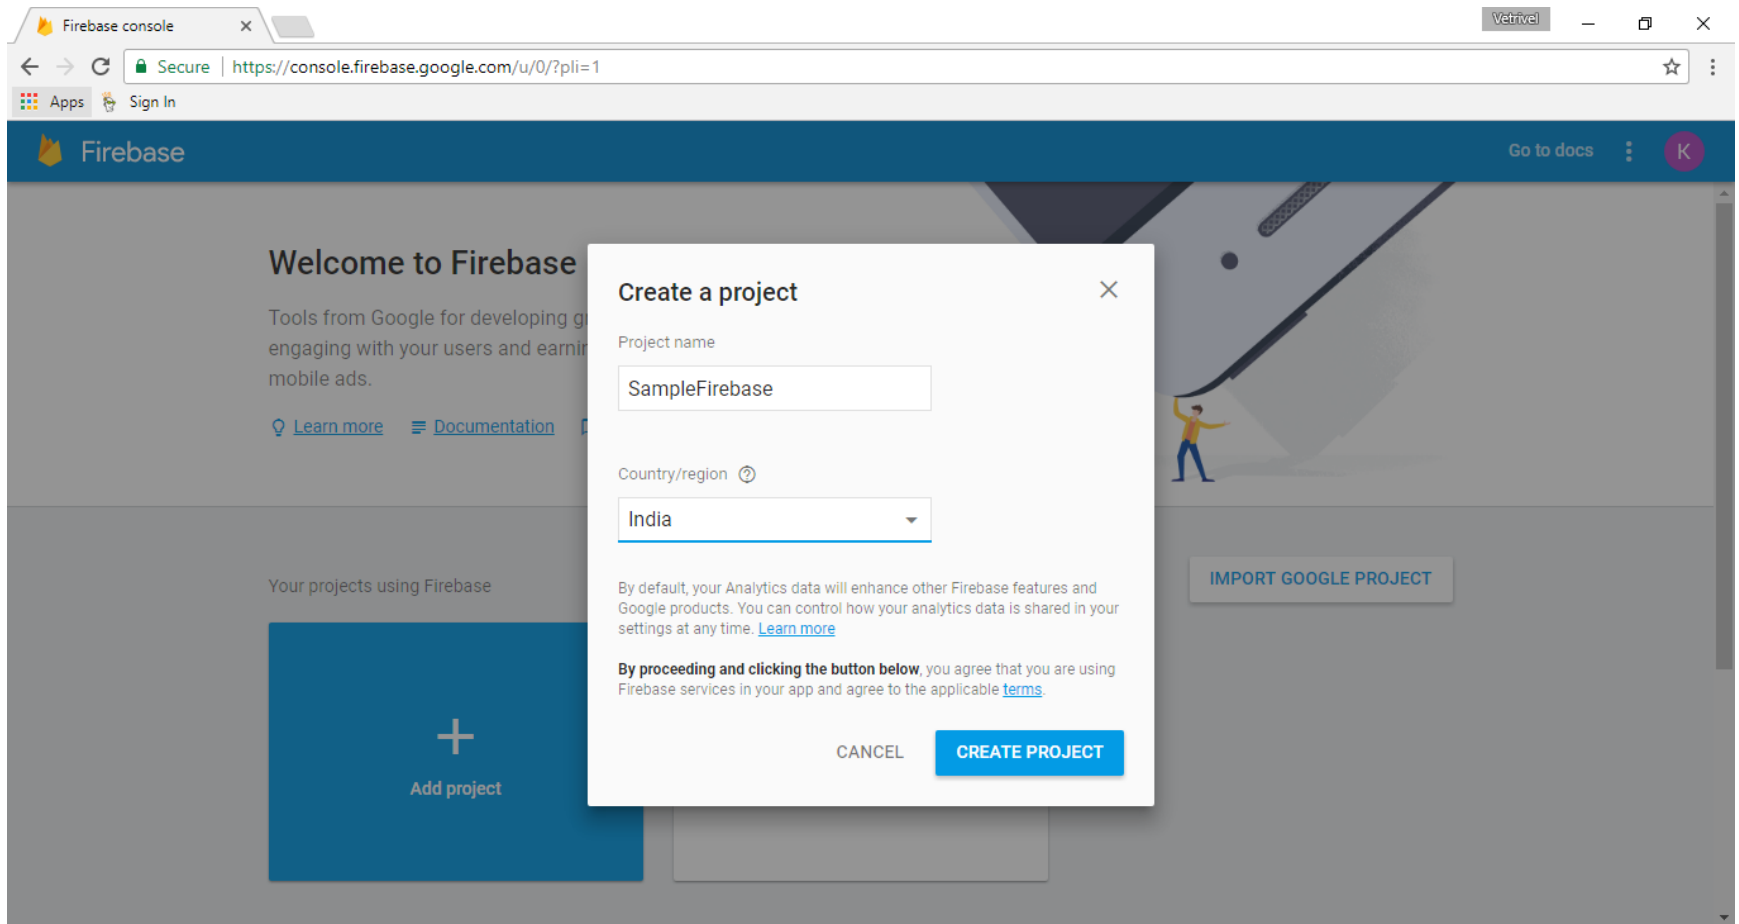 Firebase console
Vetrivel
Secure https://console.firebase.google.com/u/0/?pli=1
Apps Sign In
Firebase
Go to docs
K
Welcome to Firebase
Tools from Google for developing
engaging with your users and
mobile ads.
Learn more Documentation
Your projects using Firebase
Add project
Create a project
Project name
SampleFirebase
Country/region
India
By default, your Analytics data will enhance other Firebase features and
Google products. You can control how your analytics data is shared in your
settings at any time. Learn more
By proceeding and clicking the button below, you agree that you are using
Firebase services in your app and agree to the applicable terms.
CANCEL CREATE PROJECT
IMPORT GOOGLE PROJECT